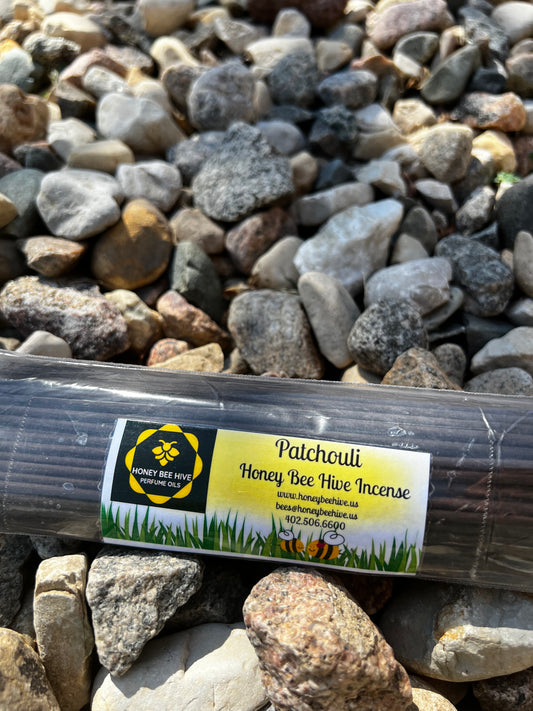 HONEY BEE HIVE
PERFUME OILS
Patchouli
Honey Bee Hive Incense
www.honeybeehive.us
bees@honeybeehive.us
402.506.6600